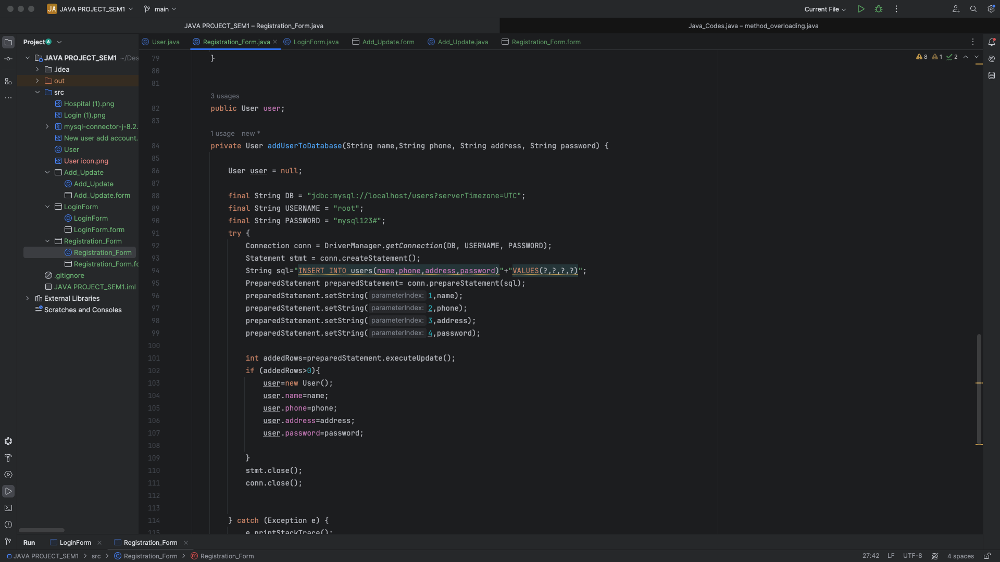 JA JAVA PROJECT_SEM1 main Current File
JAVA PROJECT_SEM1 – Registration_Form.java
Java_Codes.java – method_overloading.java
Project
User.java Registration_Form.java LoginForm.java Add_Update.form Add_Update.java Registration_Form.form
JAVA PROJECT_SEM1 ~/Des
.idea
out
src
Hospital (1).png
Login (1).png
mysql-connector-j-8.2.
New user add account.
User
User icon.png
Add_Update
Add_Update
Add_Update.form
LoginForm
LoginForm
LoginForm.form
Registration_Form
Registration_Form
Registration_Form.fo
.gitignore
JAVA PROJECT_SEM1.iml
External Libraries
Scratches and Consoles
8 1 2
79 }
80
81
3 usages
82 public User user;
83
1 usage new *
84 private User addUserToDatabase(String name,String phone, String address, String password) {
85
86 User user = null;
87
88 final String DB = "jdbc:mysql://localhost/users?serverTimezone=UTC";
89 final String USERNAME = "root";
90 final String PASSWORD = "mysql123#";
91 try {
92 Connection conn = DriverManager.getConnection(DB, USERNAME, PASSWORD);
93 Statement stmt = conn.createStatement();
94 String sql="INSERT INTO users(name,phone,address,password)"+"VALUES(?,?,?,?)";
95 PreparedStatement preparedStatement= conn.prepareStatement(sql);
96 preparedStatement.setString( parameterIndex: 1,name);
97 preparedStatement.setString( parameterIndex: 2,phone);
98 preparedStatement.setString( parameterIndex: 3,address);
99 preparedStatement.setString( parameterIndex: 4,password);
100
101 int addedRows=preparedStatement.executeUpdate();
102 if (addedRows>0){
103 user=new User();
104 user.name=name;
105 user.phone=phone;
106 user.address=address;
107 user.password=password;
108
109 }
110 stmt.close();
111 conn.close();
112
113
114 } catch (Exception e) {
115 e.printStackTrace();
Run LoginForm Registration_Form
JAVA PROJECT_SEM1 src Registration_Form Registration_Form
27:42 LF UTF-8 4 spaces